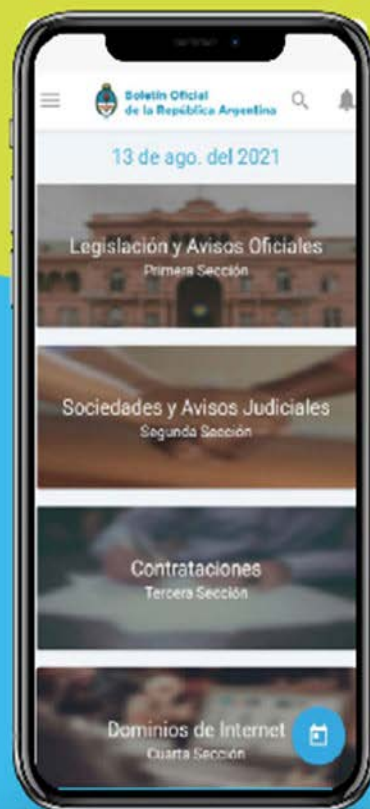 Boletín Oficial
de la República Argentina
13 de ago. del 2021
Legislación y Avisos Oficiales
Primera Sección
Sociedades y Avisos Judiciales
Segunda Sección
Contrataciones
Tercera Sección
Dominios de Internet
Cuarta Sección